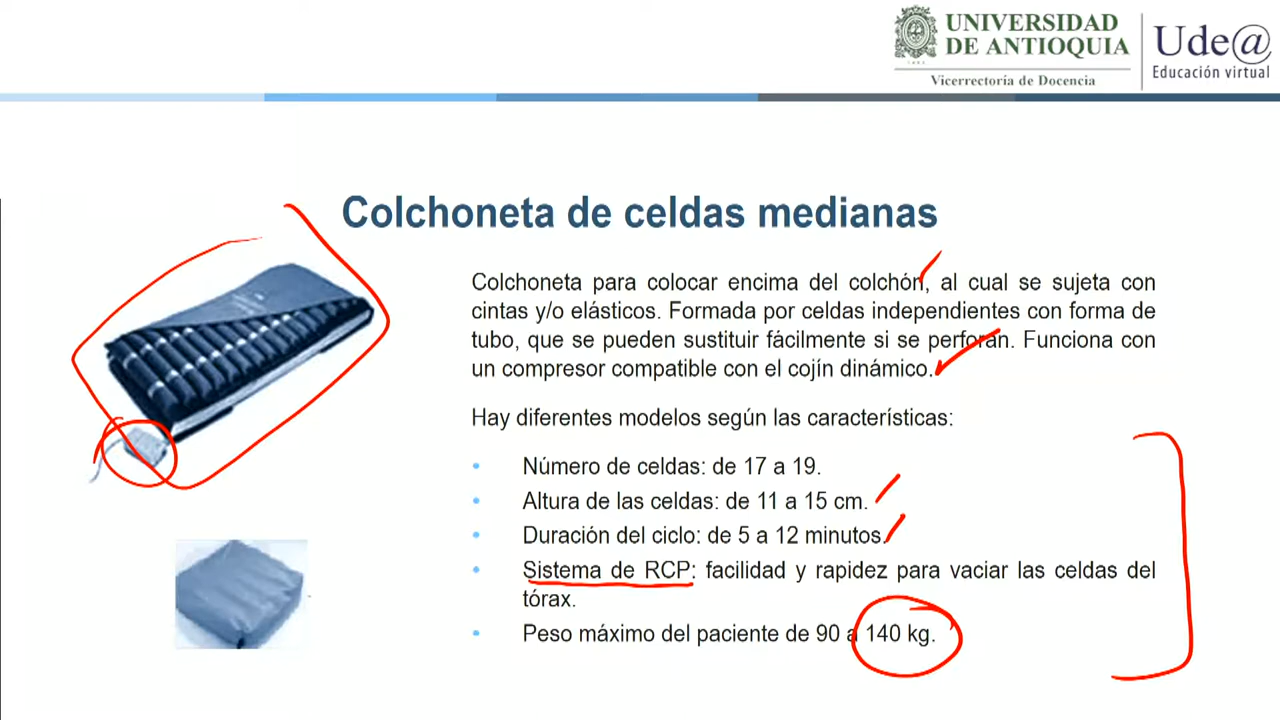 UNIVERSIDAD
DE ANTIOQUIA
Vicerrectoría de Docencia
Ude@
Educación virtual
Colchoneta de celdas medianas
Colchoneta para colocar encima del colchón, al cual se sujeta con
cintas y/o elásticos. Formada por celdas independientes con forma de
tubo, que se pueden sustituir fácilmente si se perforan. Funciona con
un compresor compatible con el cojín dinámico.
Hay diferentes modelos según las características:
• Número de celdas: de 17 a 19.
• Altura de las celdas: de 11 a 15 cm.
• Duración del ciclo: de 5 a 12 minutos.
• Sistema de RCP: facilidad y rapidez para vaciar las celdas del
tórax.
• Peso máximo del paciente de 90 a 140 kg.